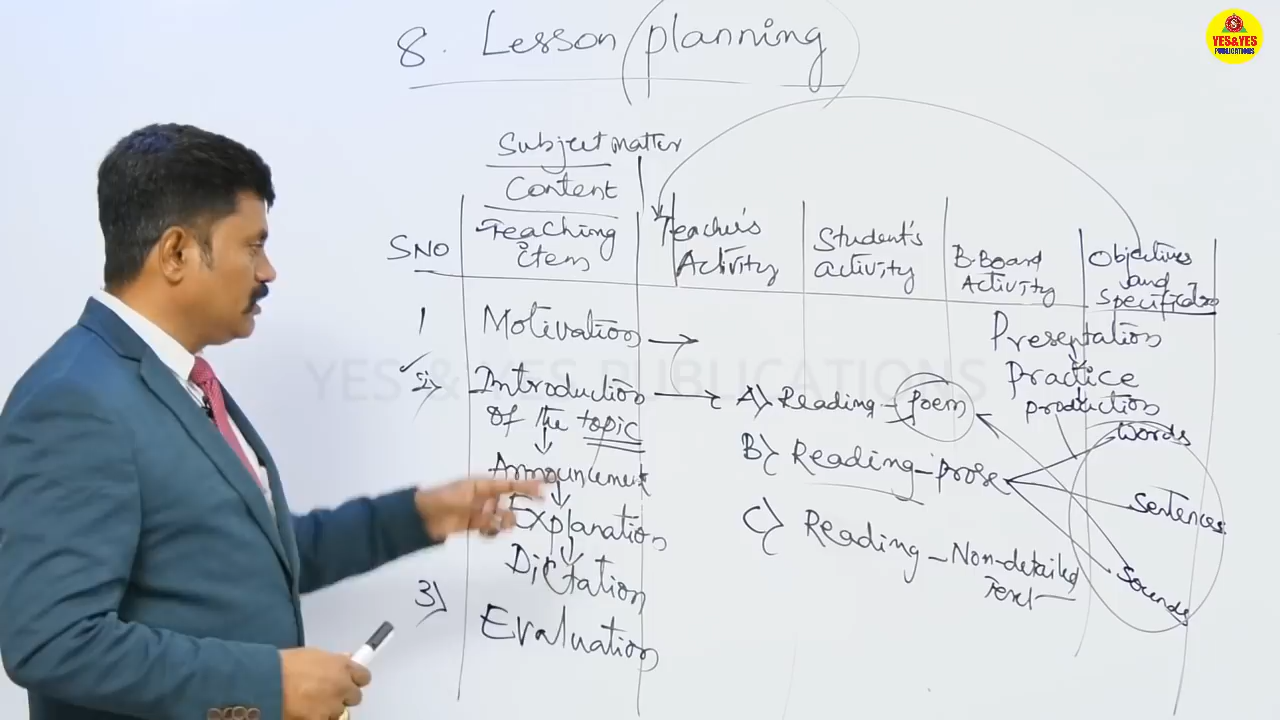 8. Lesson planning
YES&YES
PUBLICATIONS
Subject matter
Content
SNO
Teaching
item
Teacher's
Activity
Student's
activity
B.Board
Activity
Objectives
and
1
Motivation
Presentation
Practice
production
2)
Introduction
of the topic
Announcement
Explanation
Dictation
3)
Evaluation
A) Reading - Poem
B) Reading - prose
C) Reading - Non-detailed
Text
Words
Sentences
Sounds
YES & YES PUBLICATIONS